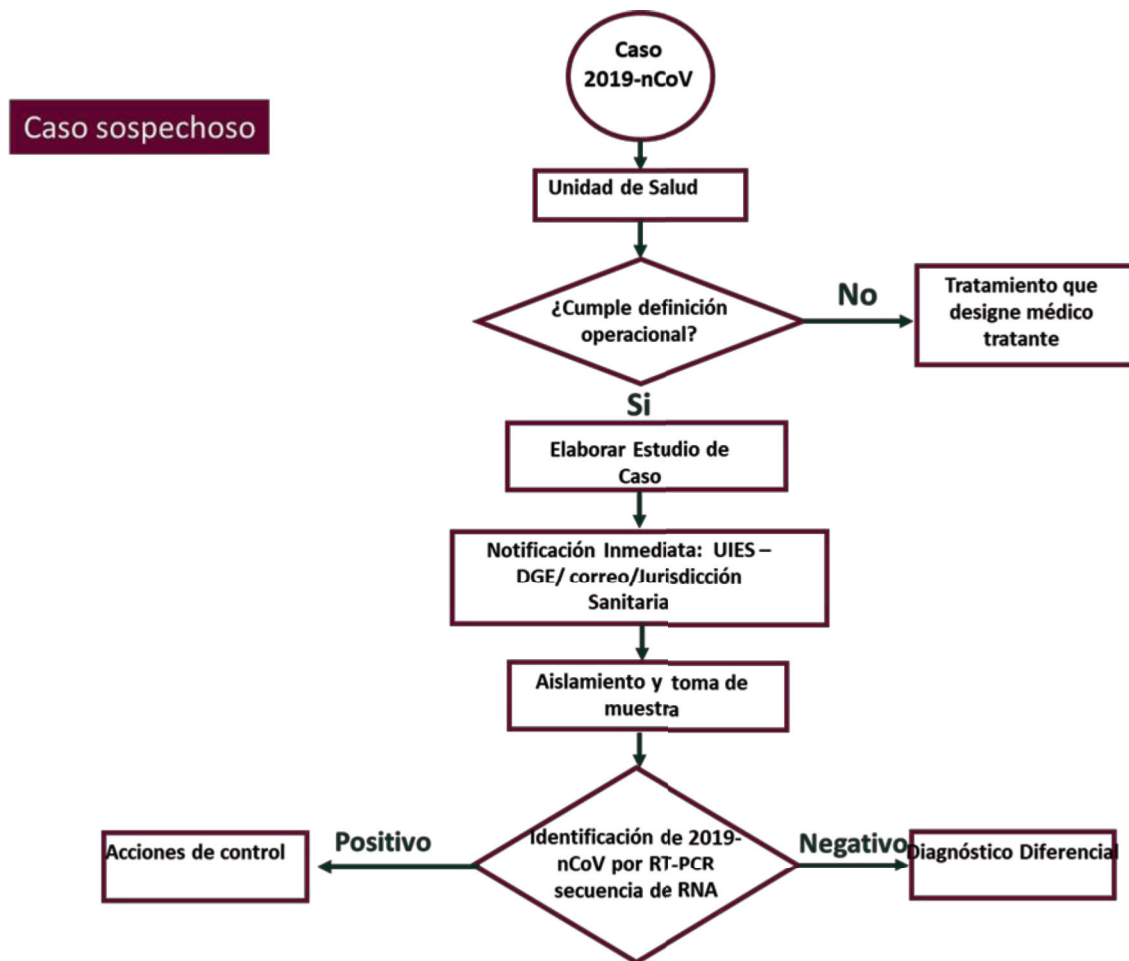 Caso
2019-nCoV
Caso sospechoso
Unidad de Salud
¿Cumple definición
operacional?
No
Tratamiento que
designe médico
tratante
Si
Elaborar Estudio de
Caso
Notificación Inmediata: UIES –
DGE/ correo/Jurisdicción
Sanitaria
Aislamiento y toma de
muestra
Positivo
Acciones de control
Identificación de 2019-
nCoV por RT-PCR
secuencia de RNA
Negativo
Diagnóstico Diferencial